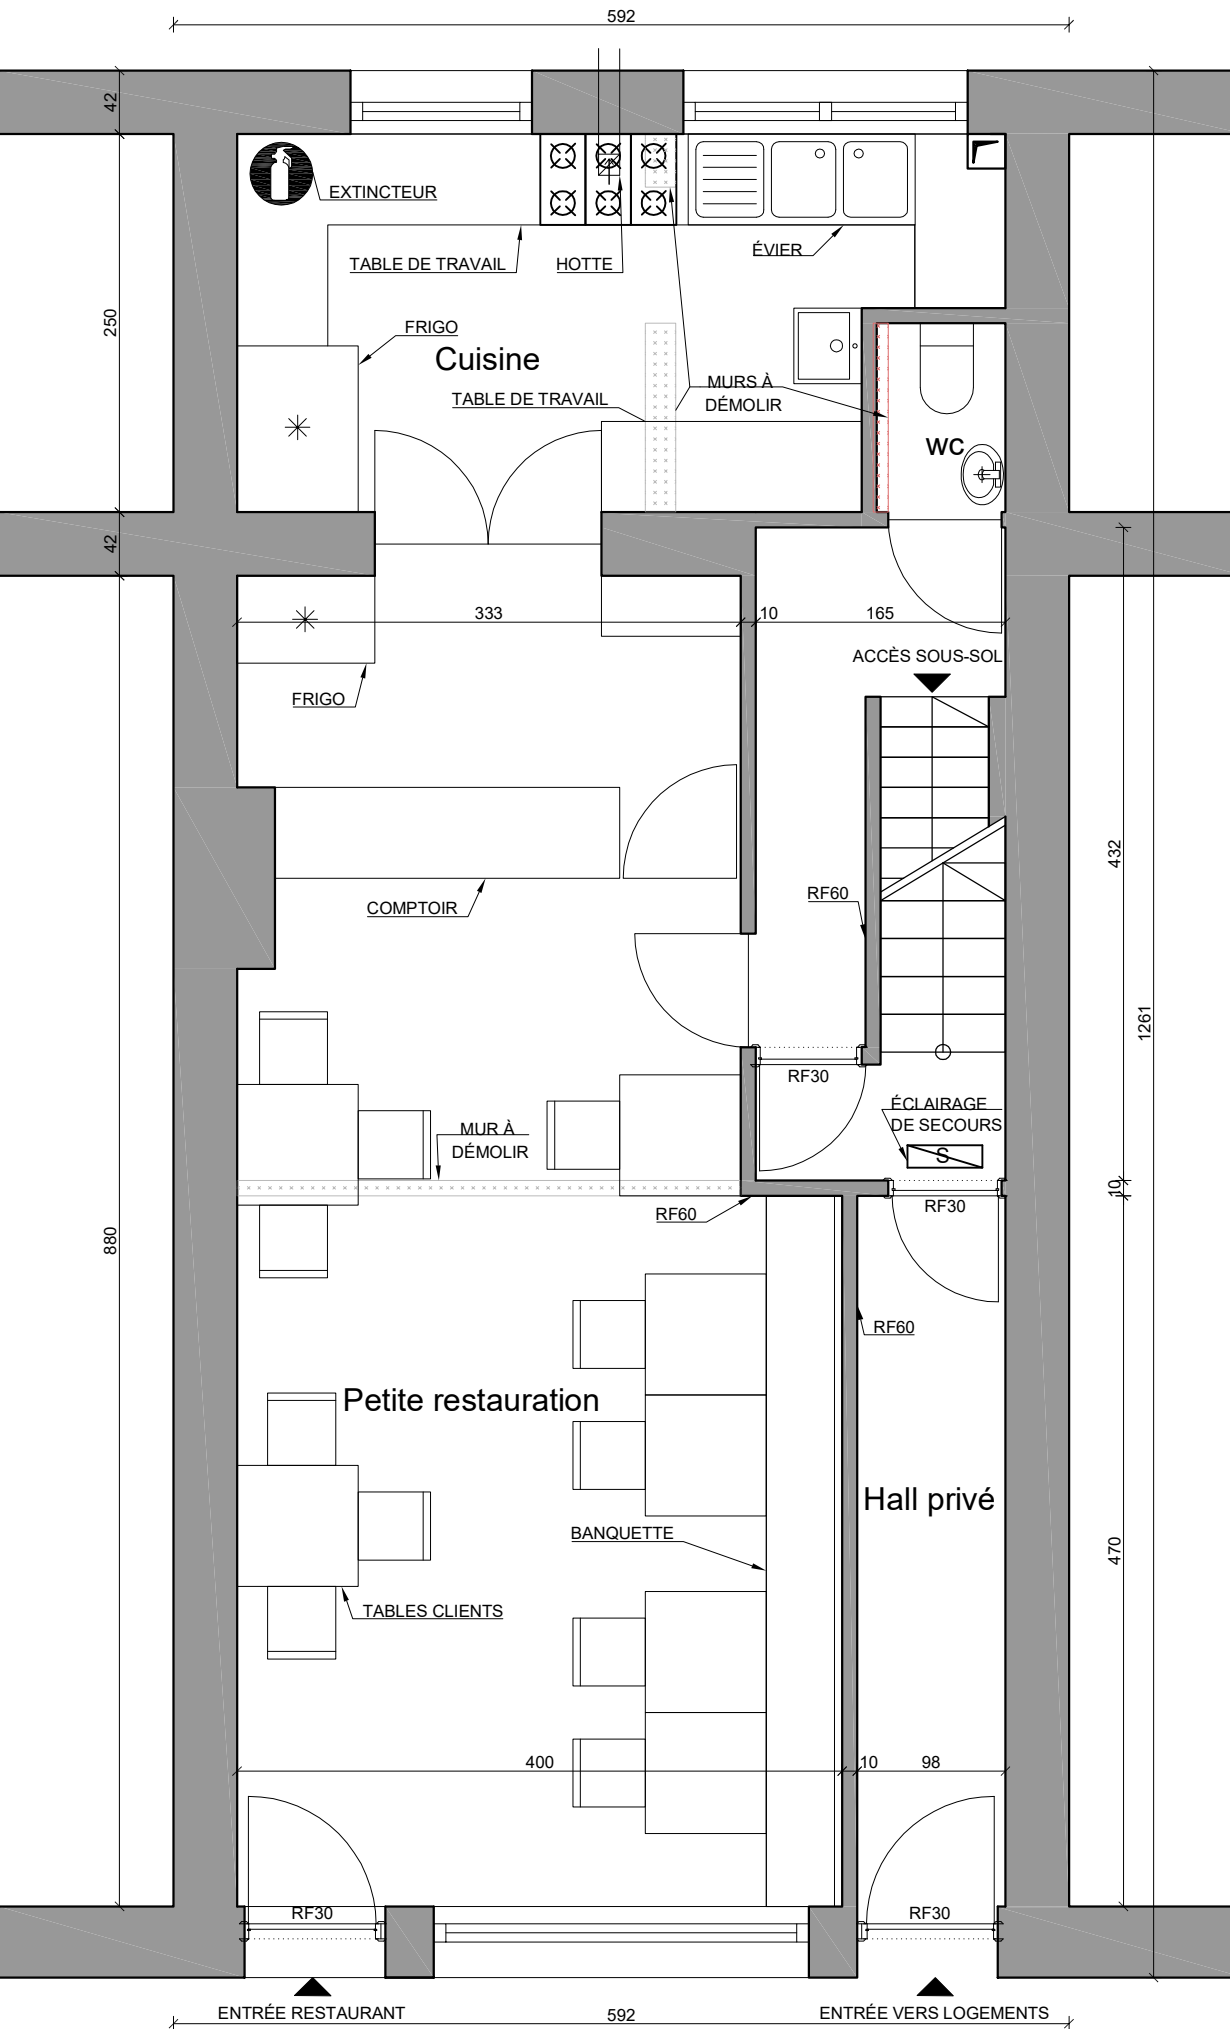 592
42
EXTINCTEUR
TABLE DE TRAVAIL
HOTTE
ÉVIER
250
FRIGO
Cuisine
TABLE DE TRAVAIL
MURS À
DÉMOLIR
WC
42
333
10
165
ACCÈS SOUS-SOL
FRIGO
432
RF60
COMPTOIR
1261
RF30
ÉCLAIRAGE
DE SECOURS
S
MUR À
DÉMOLIR
10
RF30
RF60
880
RF60
Petite restauration
Hall privé
BANQUETTE
470
TABLES CLIENTS
400
10
98
RF30
RF30
ENTRÉE RESTAURANT
592
ENTRÉE VERS LOGEMENTS